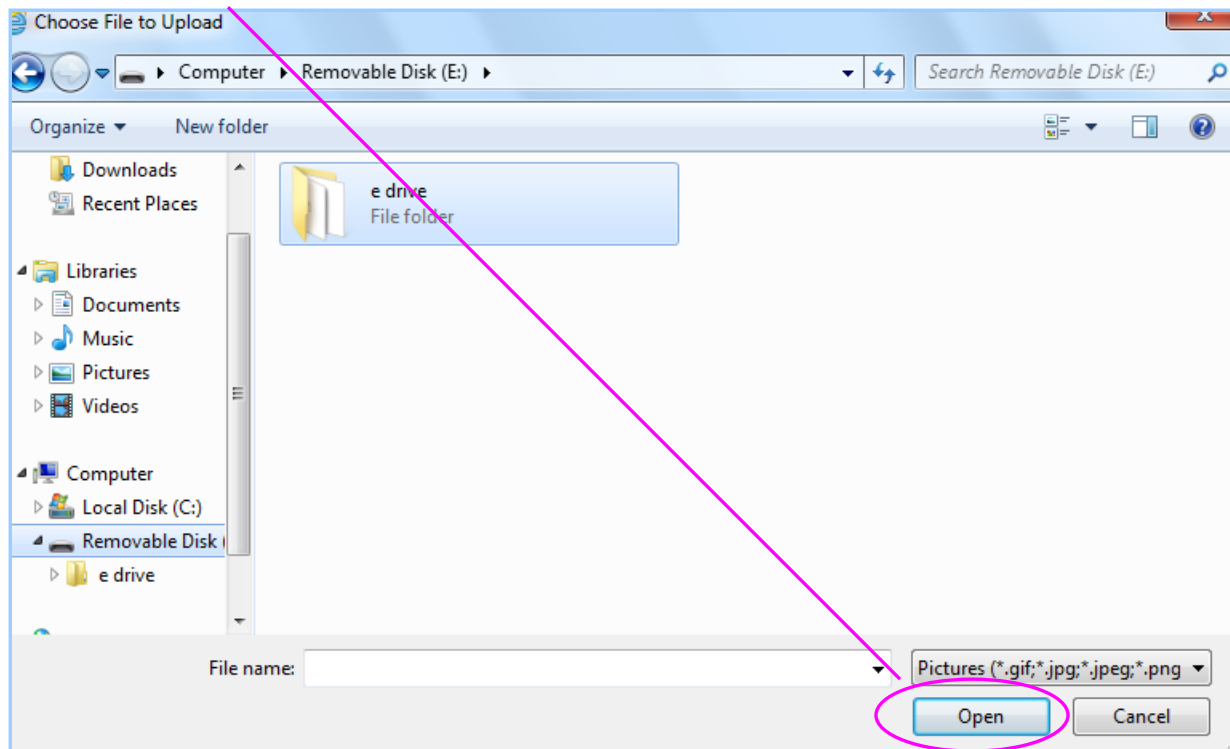 Choose File to Upload
x
Computer Removable Disk (E:)
Search Removable Disk (E:)
Organize
New folder
Downloads
Recent Places
e drive
File folder
Libraries
Documents
Music
Pictures
Videos
Computer
Local Disk (C:)
Removable Disk (
e drive
File name:
Pictures (*.gif;*.jpg;*.jpeg;*.png
Open
Cancel